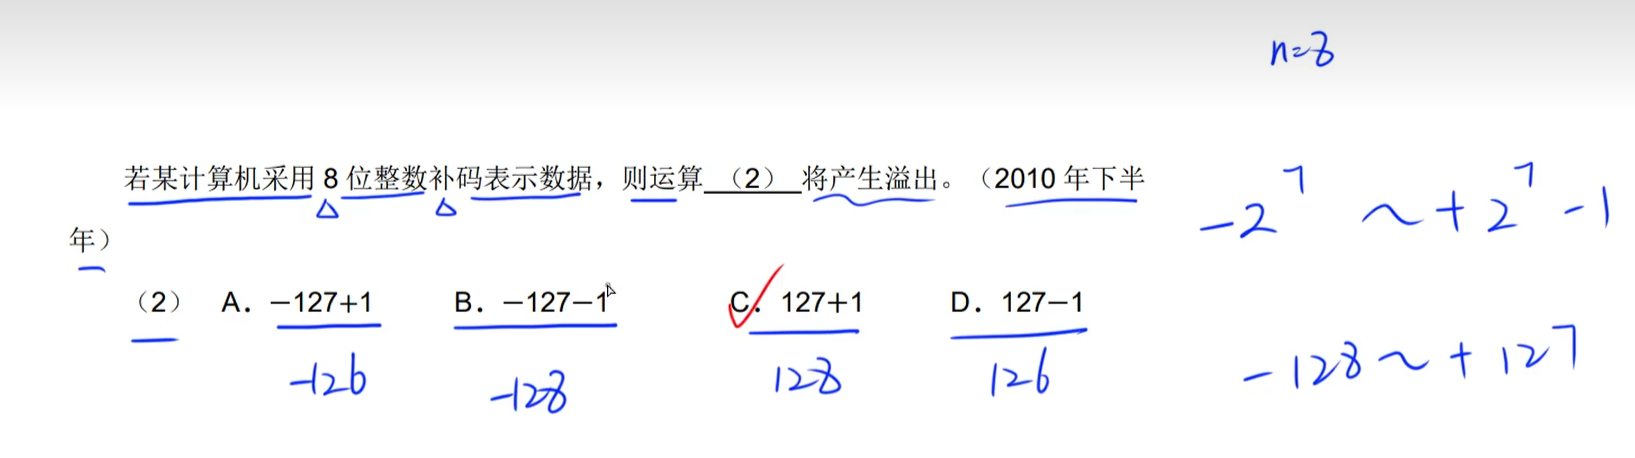 n=8
若某计算机采用 8 位整数补码表示数据，则运算 （2） 将产生溢出。（2010 年下半
年）
-2^7 ~ +2^7 -1
（2） A. －127+1 B. －127－1 C. 127+1 D. 127－1
-126 -128 128 126
-128 ~ +127